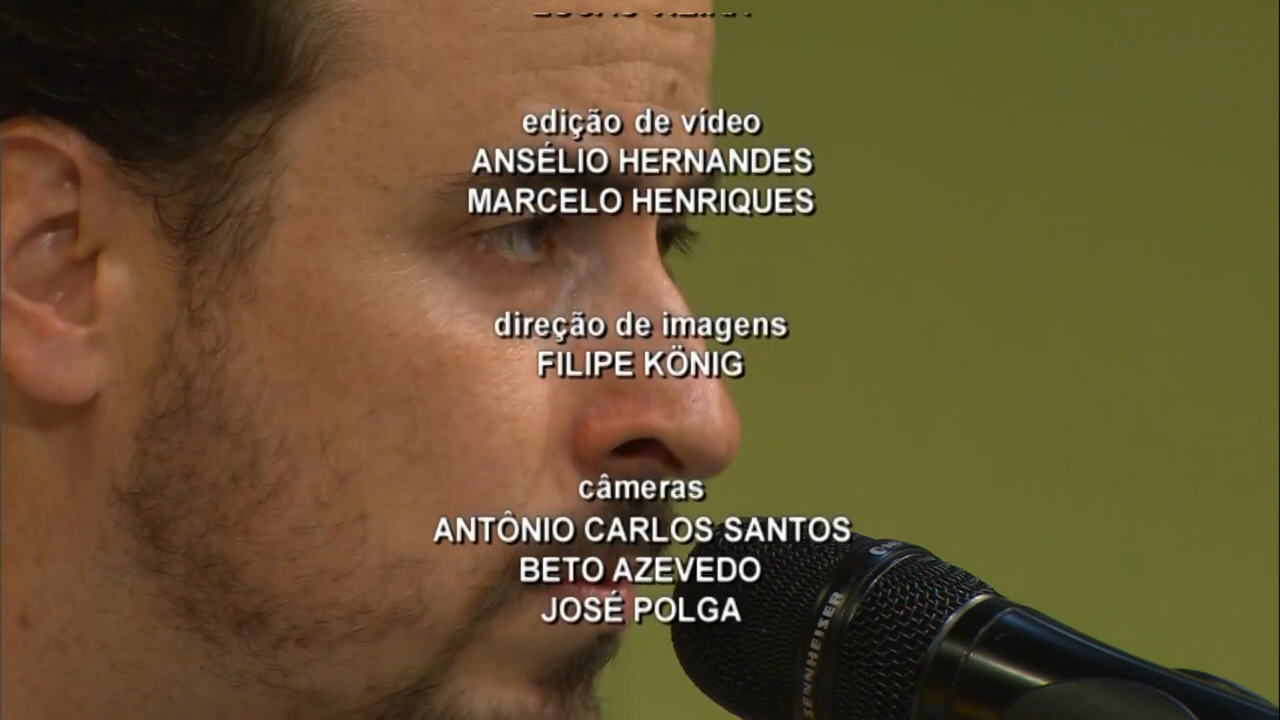 edição de vídeo
ANSÉLIO HERNANDES
MARCELO HENRIQUES
direção de imagens
FILIPE KÖNIG
câmeras
ANTÔNIO CARLOS SANTOS
BETO AZEVEDO
JOSÉ POLGA
SENNHEISER